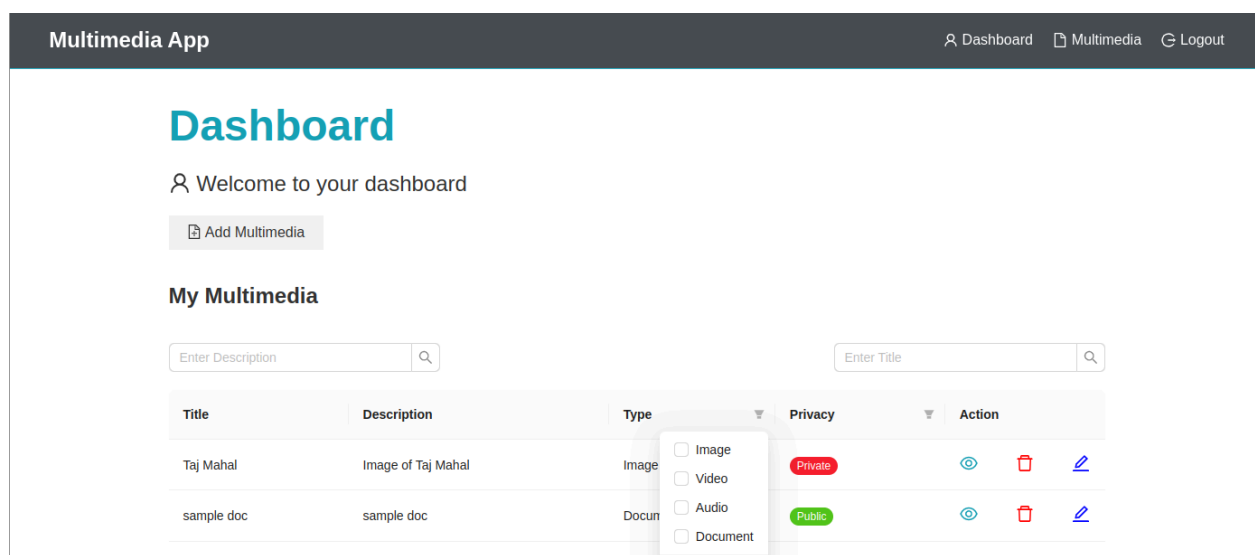 Multimedia App Dashboard Multimedia Logout
Dashboard
Welcome to your dashboard
Add Multimedia
My Multimedia
Enter Description Enter Title
Title Description Type Privacy Action
Image
Taj Mahal Image of Taj Mahal Image Private
Video
Audio
sample doc sample doc Docum Public
Document